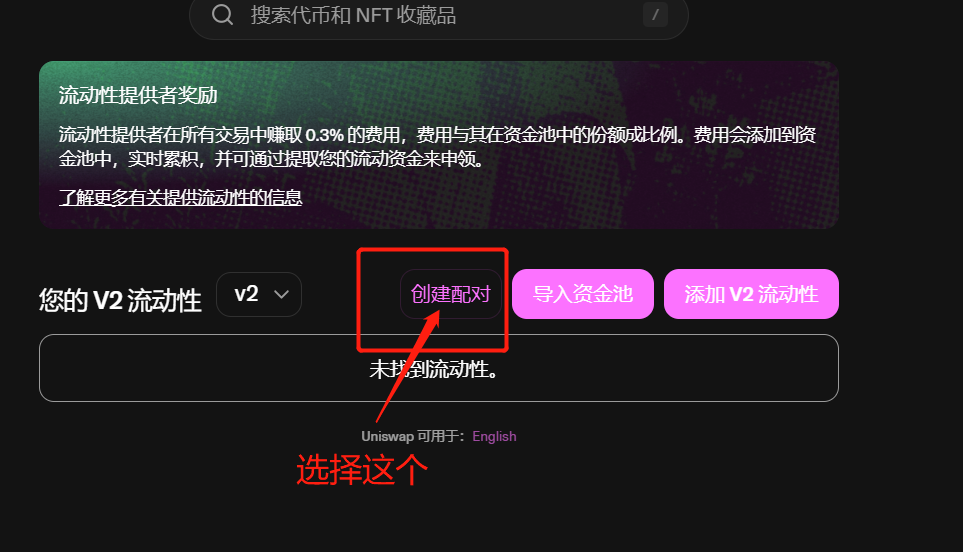 搜索代币和 NFT 收藏品 /
流动性提供者奖励
流动性提供者在所有交易中赚取 0.3% 的费用，费用与其在资金池中的份额成比例。费用会添加到资
金池中，实时累积，并可通过提取您的流动资金来申领。
了解更多有关提供流动性的信息
您的 V2 流动性 v2 创建配对 导入资金池 添加 V2 流动性
未找到流动性。
Uniswap 可用于：English
选择这个